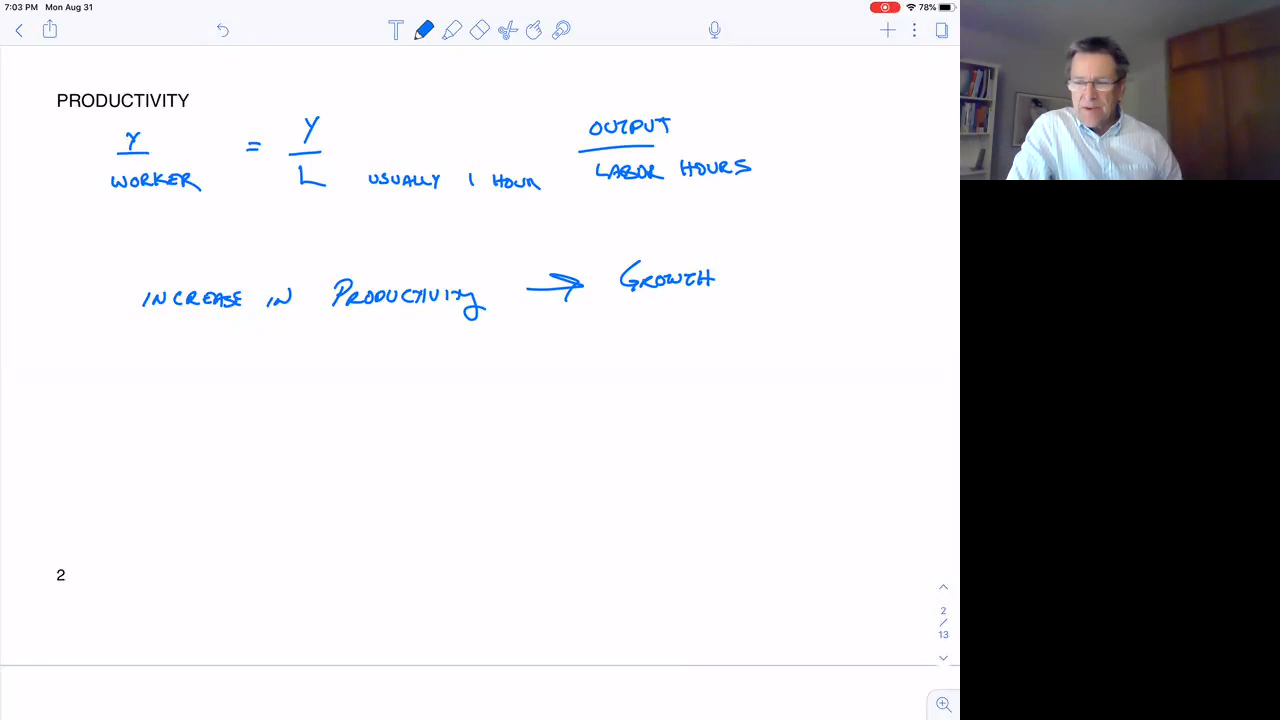 7:03 PM Mon Aug 31
78%
T
PRODUCTIVITY
Y
WORKER
=
Y
L
USUALLY 1 HOUR
OUTPUT
LABOR HOURS
INCREASE IN PRODUCTIVITY → GROWTH
2
2
/
13